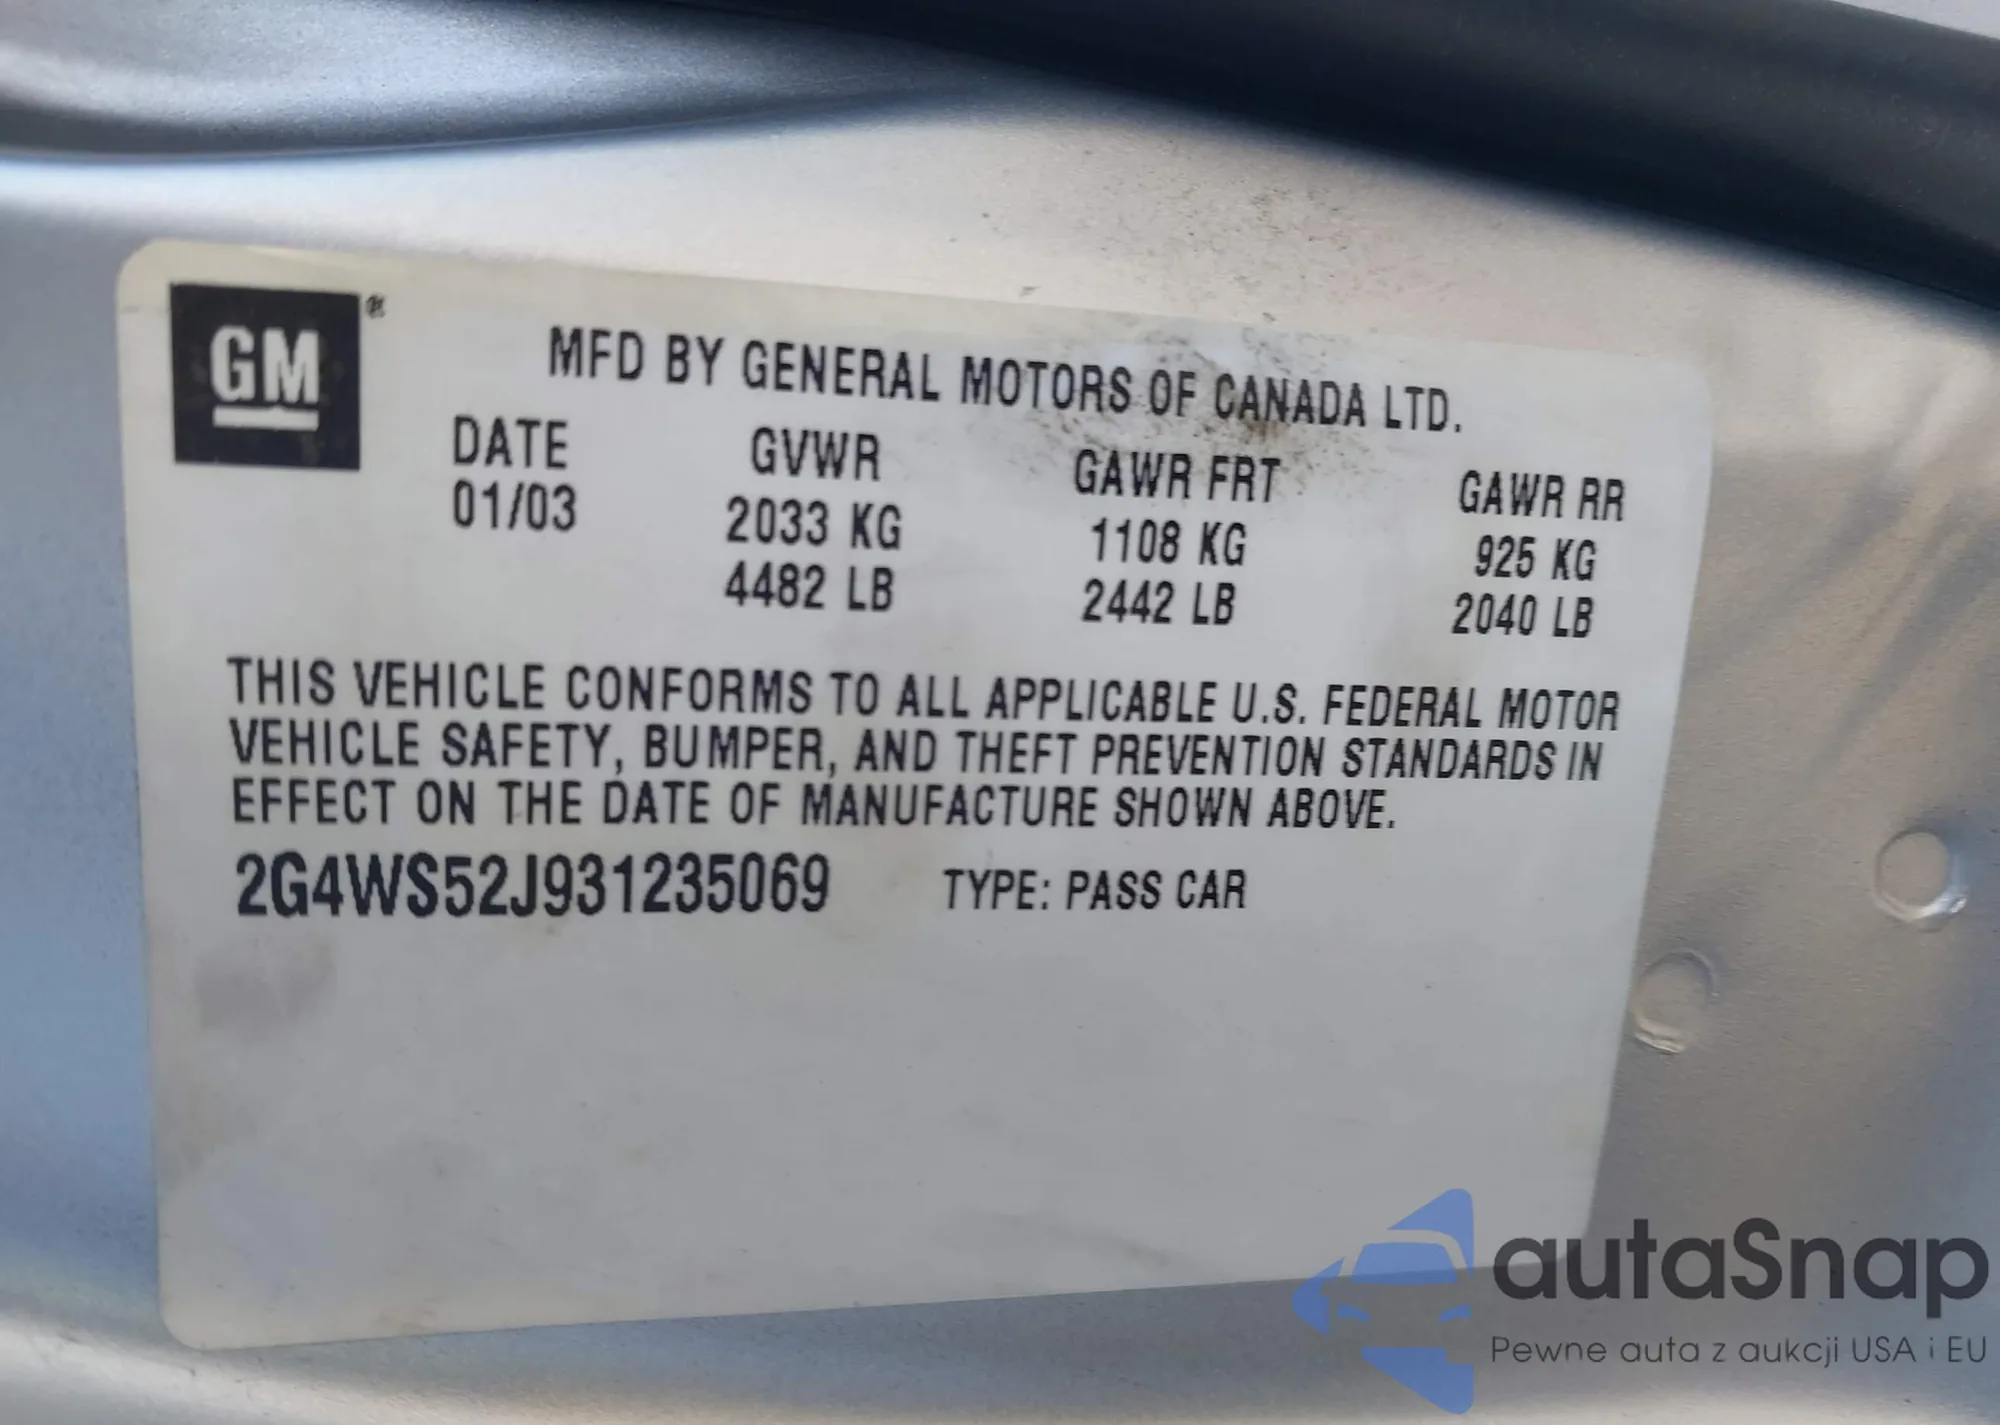 GM ®
MFD BY GENERAL MOTORS OF CANADA LTD.
DATE GVWR GAWR FRT GAWR RR
01/03 2033 KG 1108 KG 925 KG
4482 LB 2442 LB 2040 LB
THIS VEHICLE CONFORMS TO ALL APPLICABLE U.S. FEDERAL MOTOR
VEHICLE SAFETY, BUMPER, AND THEFT PREVENTION STANDARDS IN
EFFECT ON THE DATE OF MANUFACTURE SHOWN ABOVE.
2G4WS52J931235069 TYPE: PASS CAR
autaSnap
Pewne auta z aukcji USA i EU